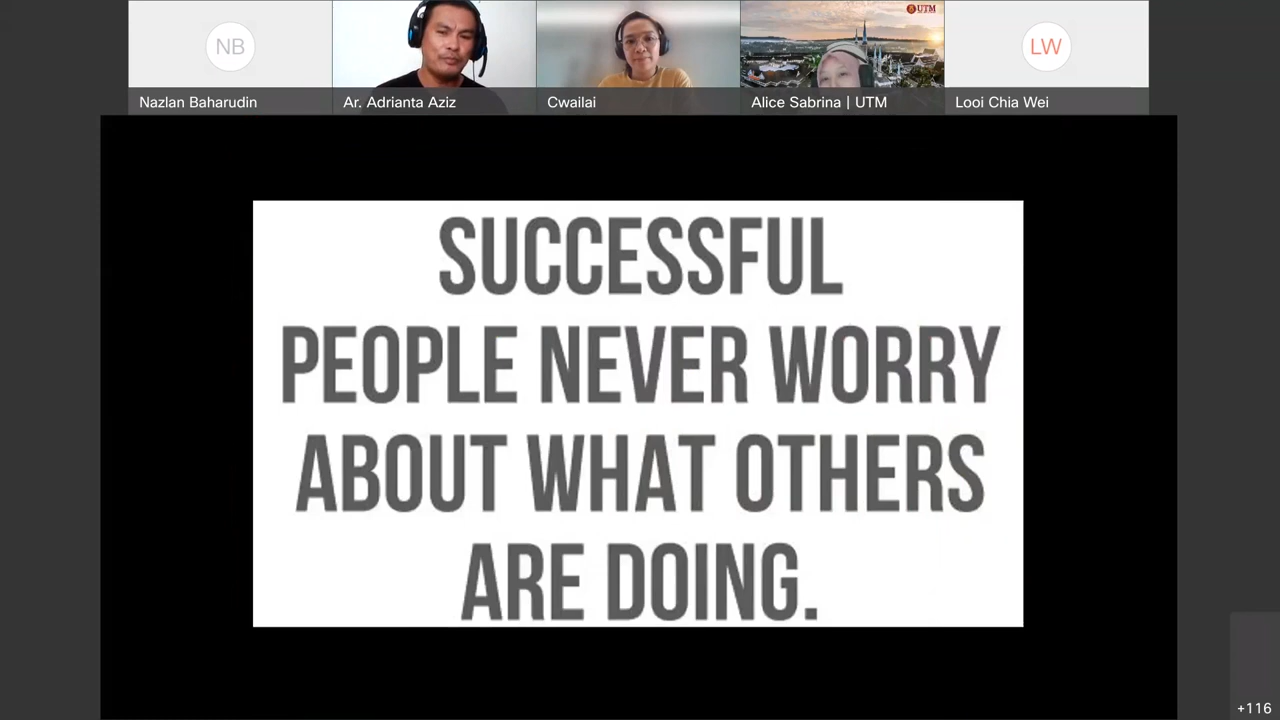 NB
UTM
LW
Nazlan Baharudin
Ar. Adrianta Aziz
Cwailai
Alice Sabrina | UTM
Looi Chia Wei
SUCCESSFUL
PEOPLE NEVER WORRY
ABOUT WHAT OTHERS
ARE DOING.
+116